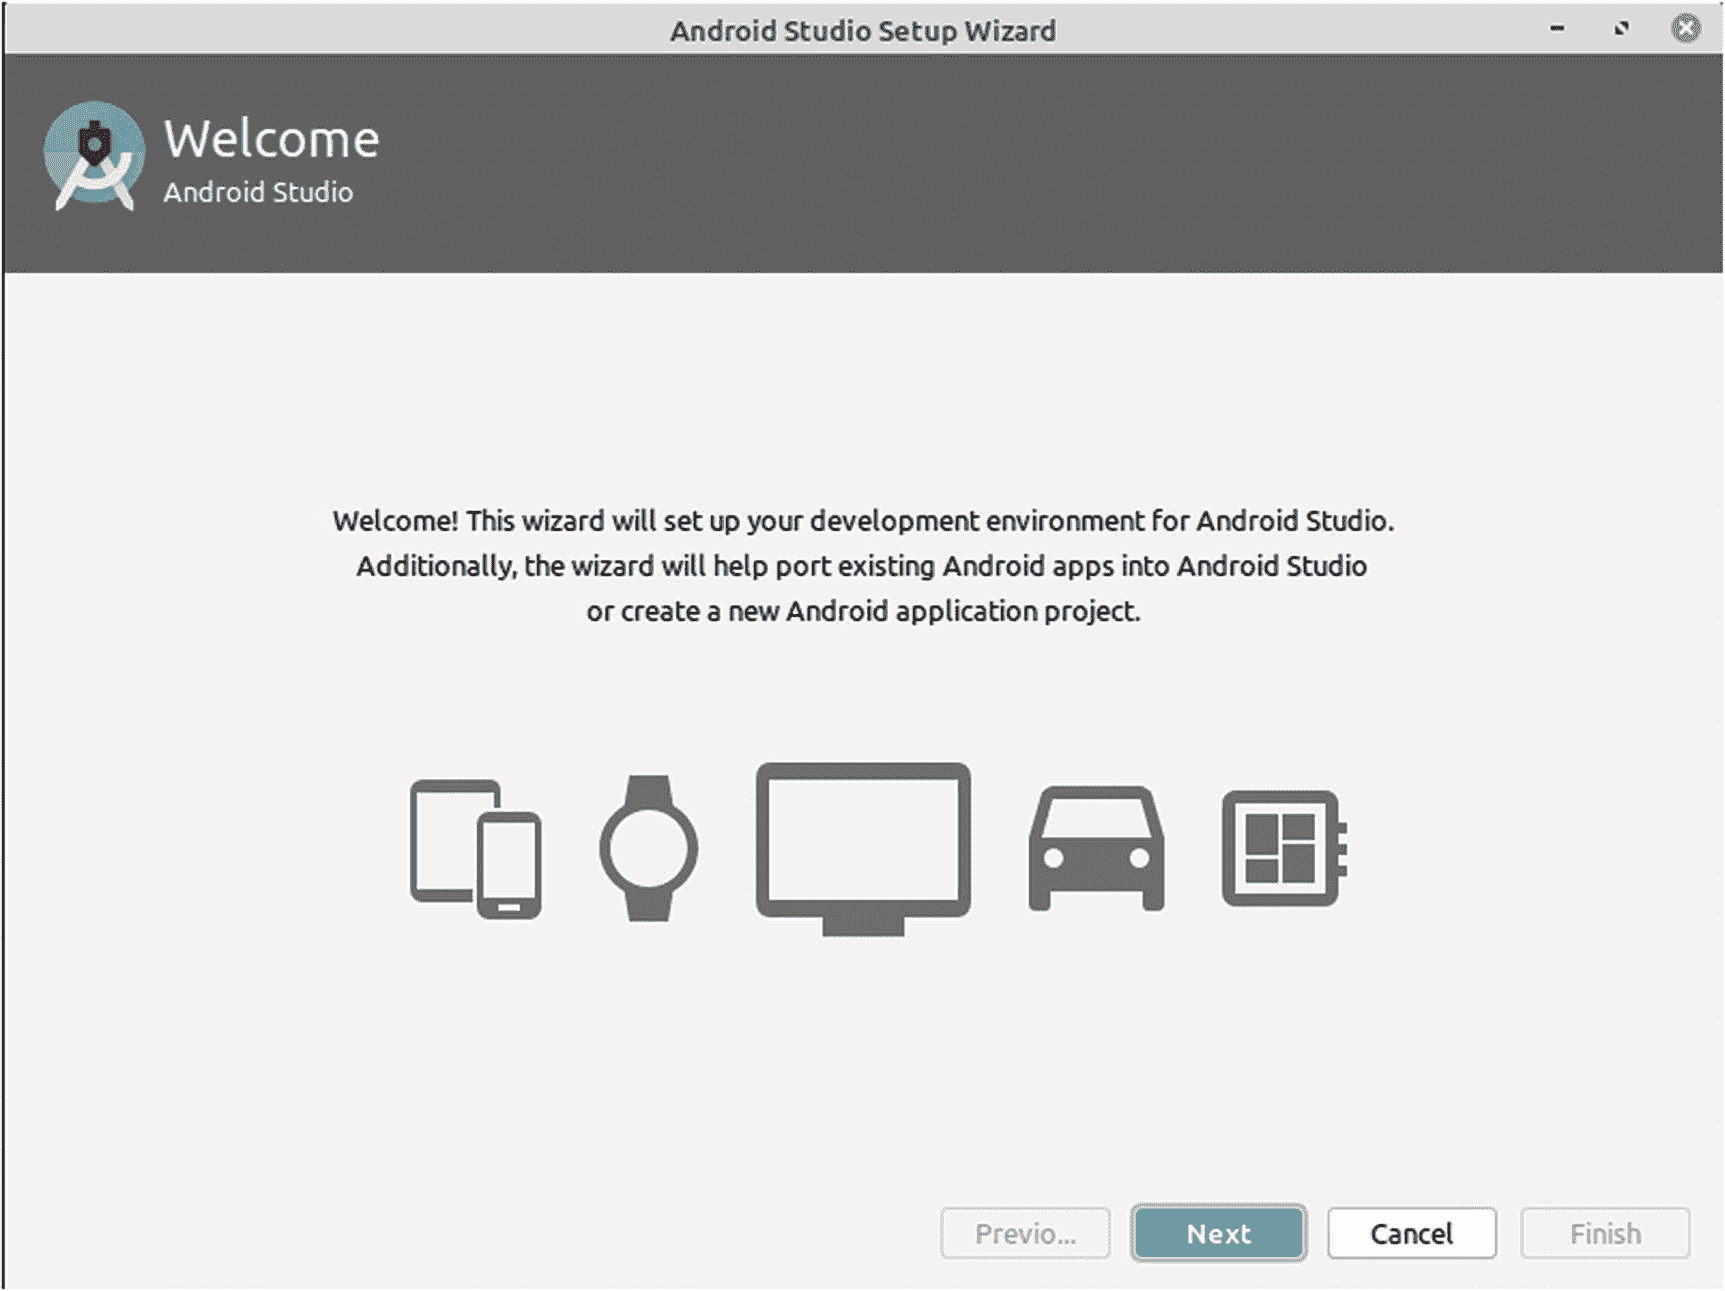 Android Studio Setup Wizard
Welcome
Android Studio
Welcome! This wizard will set up your development environment for Android Studio.
Additionally, the wizard will help port existing Android apps into Android Studio
or create a new Android application project.
Previo... Next Cancel Finish